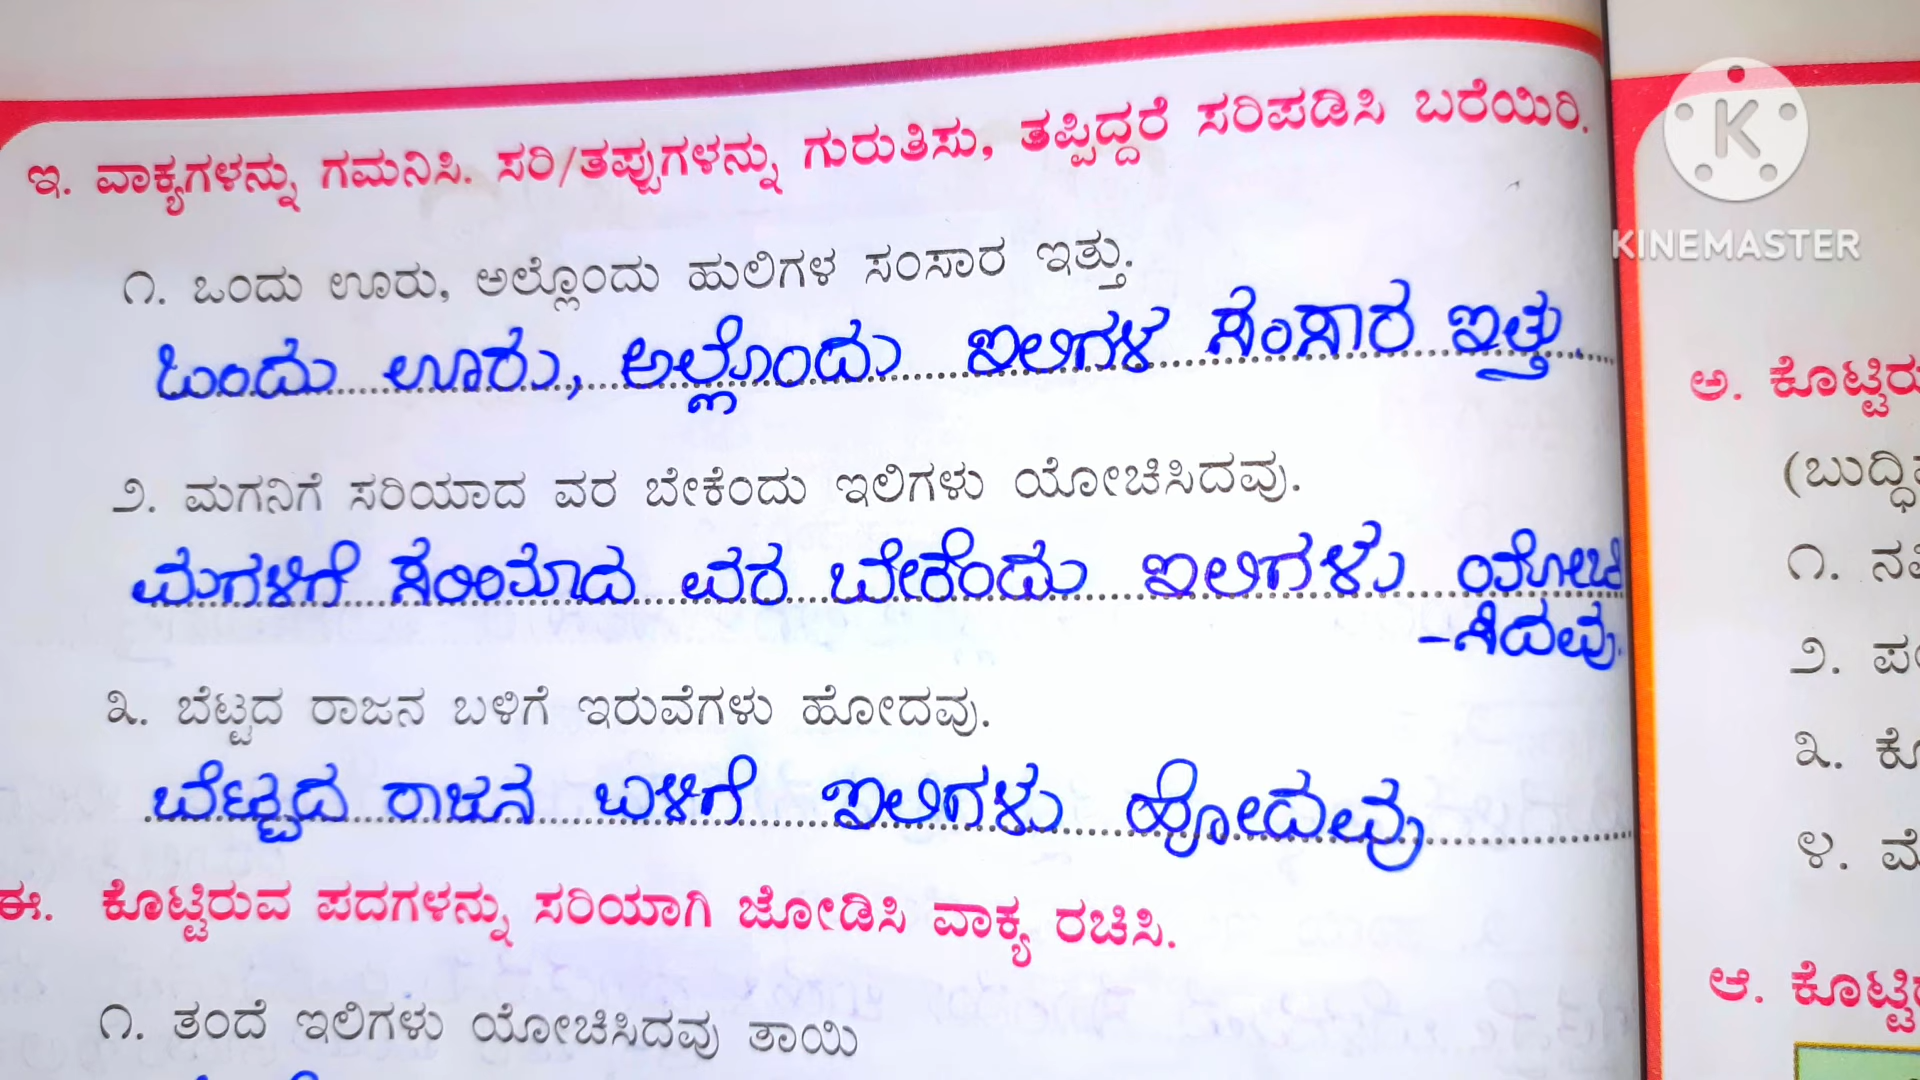 ಇ. ವಾಕ್ಯಗಳನ್ನು ಗಮನಿಸಿ. ಸರಿ/ತಪ್ಪುಗಳನ್ನು ಗುರುತಿಸು, ತಪ್ಪಿದ್ದರೆ ಸರಿಪಡಿಸಿ ಬರೆಯಿರಿ.
೧. ಒಂದು ಊರು, ಅಲ್ಲೊಂದು ಹುಲಿಗಳ ಸಂಸಾರ ಇತ್ತು.
ಒಂದು ಊರು, ಅಲ್ಲೊಂದು ಇಲಿಗಳ ಸಂಸಾರ ಇತ್ತು.
೨. ಮಗನಿಗೆ ಸರಿಯಾದ ವರ ಬೇಕೆಂದು ಇಲಿಗಳು ಯೋಚಿಸಿದವು.
ಮಗಳಿಗೆ ಸರಿಯಾದ ವರ ಬೇಕೆಂದು ಇಲಿಗಳು ಯೋಚಿ
-ಸಿದವು.
೩. ಬೆಟ್ಟದ ರಾಜನ ಬಳಿಗೆ ಇರುವೆಗಳು ಹೋದವು.
ಬೆಟ್ಟದ ರಾಜನ ಬಳಿಗೆ ಇಲಿಗಳು ಹೋದವು
ಈ. ಕೊಟ್ಟಿರುವ ಪದಗಳನ್ನು ಸರಿಯಾಗಿ ಜೋಡಿಸಿ ವಾಕ್ಯ ರಚಿಸಿ.
೧. ತಂದೆ ಇಲಿಗಳು ಯೋಚಿಸಿದವು ತಾಯಿ
KINEMASTER
ಅ.
೧.
೨.
೩.
೪.
ಆ.